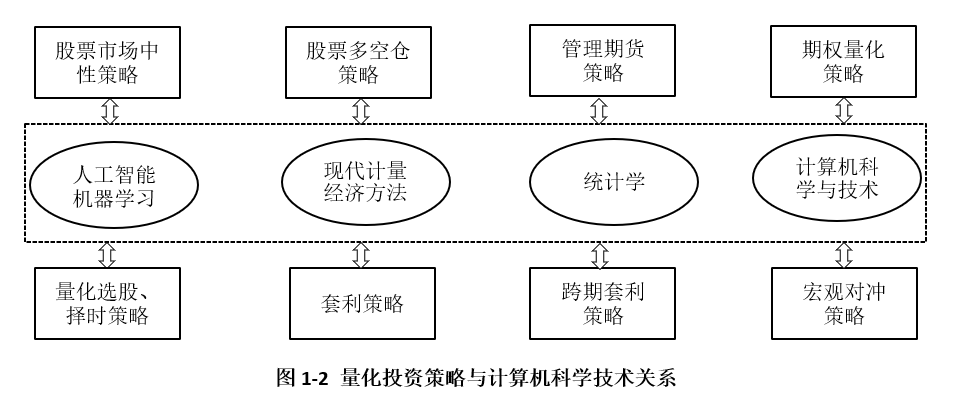 股票市场中
性策略
股票多空仓
策略
管理期货
策略
期权量化
策略
人工智能
机器学习
现代计量
经济方法
统计学
计算机科
学与技术
量化选股、
择时策略
套利策略
跨期套利
策略
宏观对冲
策略
图 1-2 量化投资策略与计算机科学技术关系